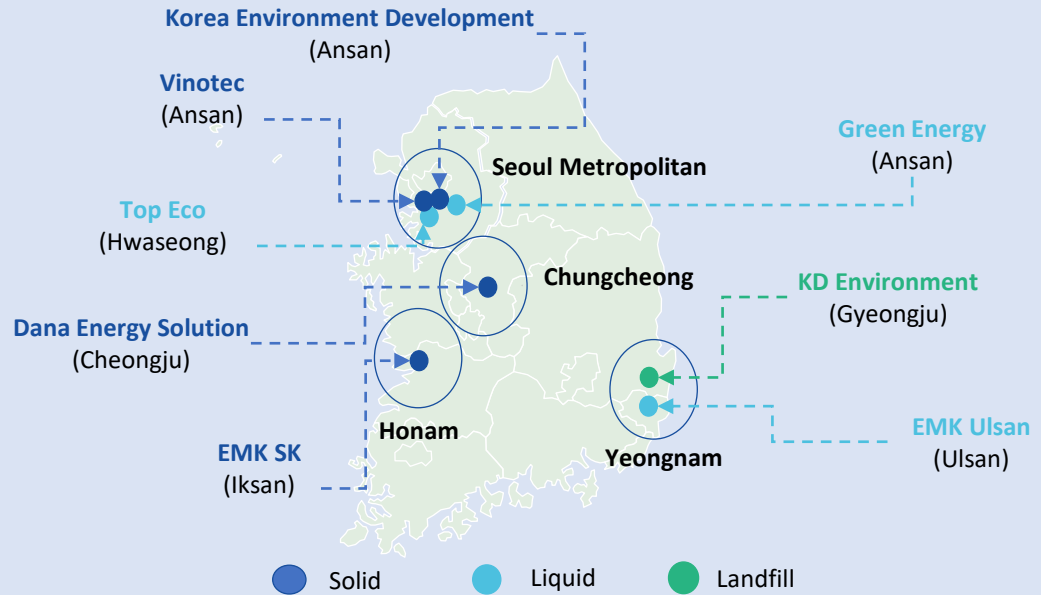 Korea Environment Development
(Ansan)
Vinotec
(Ansan)
Green Energy
(Ansan)
Seoul Metropolitan
Top Eco
(Hwaseong)
Chungcheong
KD Environment
(Gyeongju)
Dana Energy Solution
(Cheongju)
Honam
EMK SK
(Iksan)
Yeongnam
EMK Ulsan
(Ulsan)
Solid
Liquid
Landfill